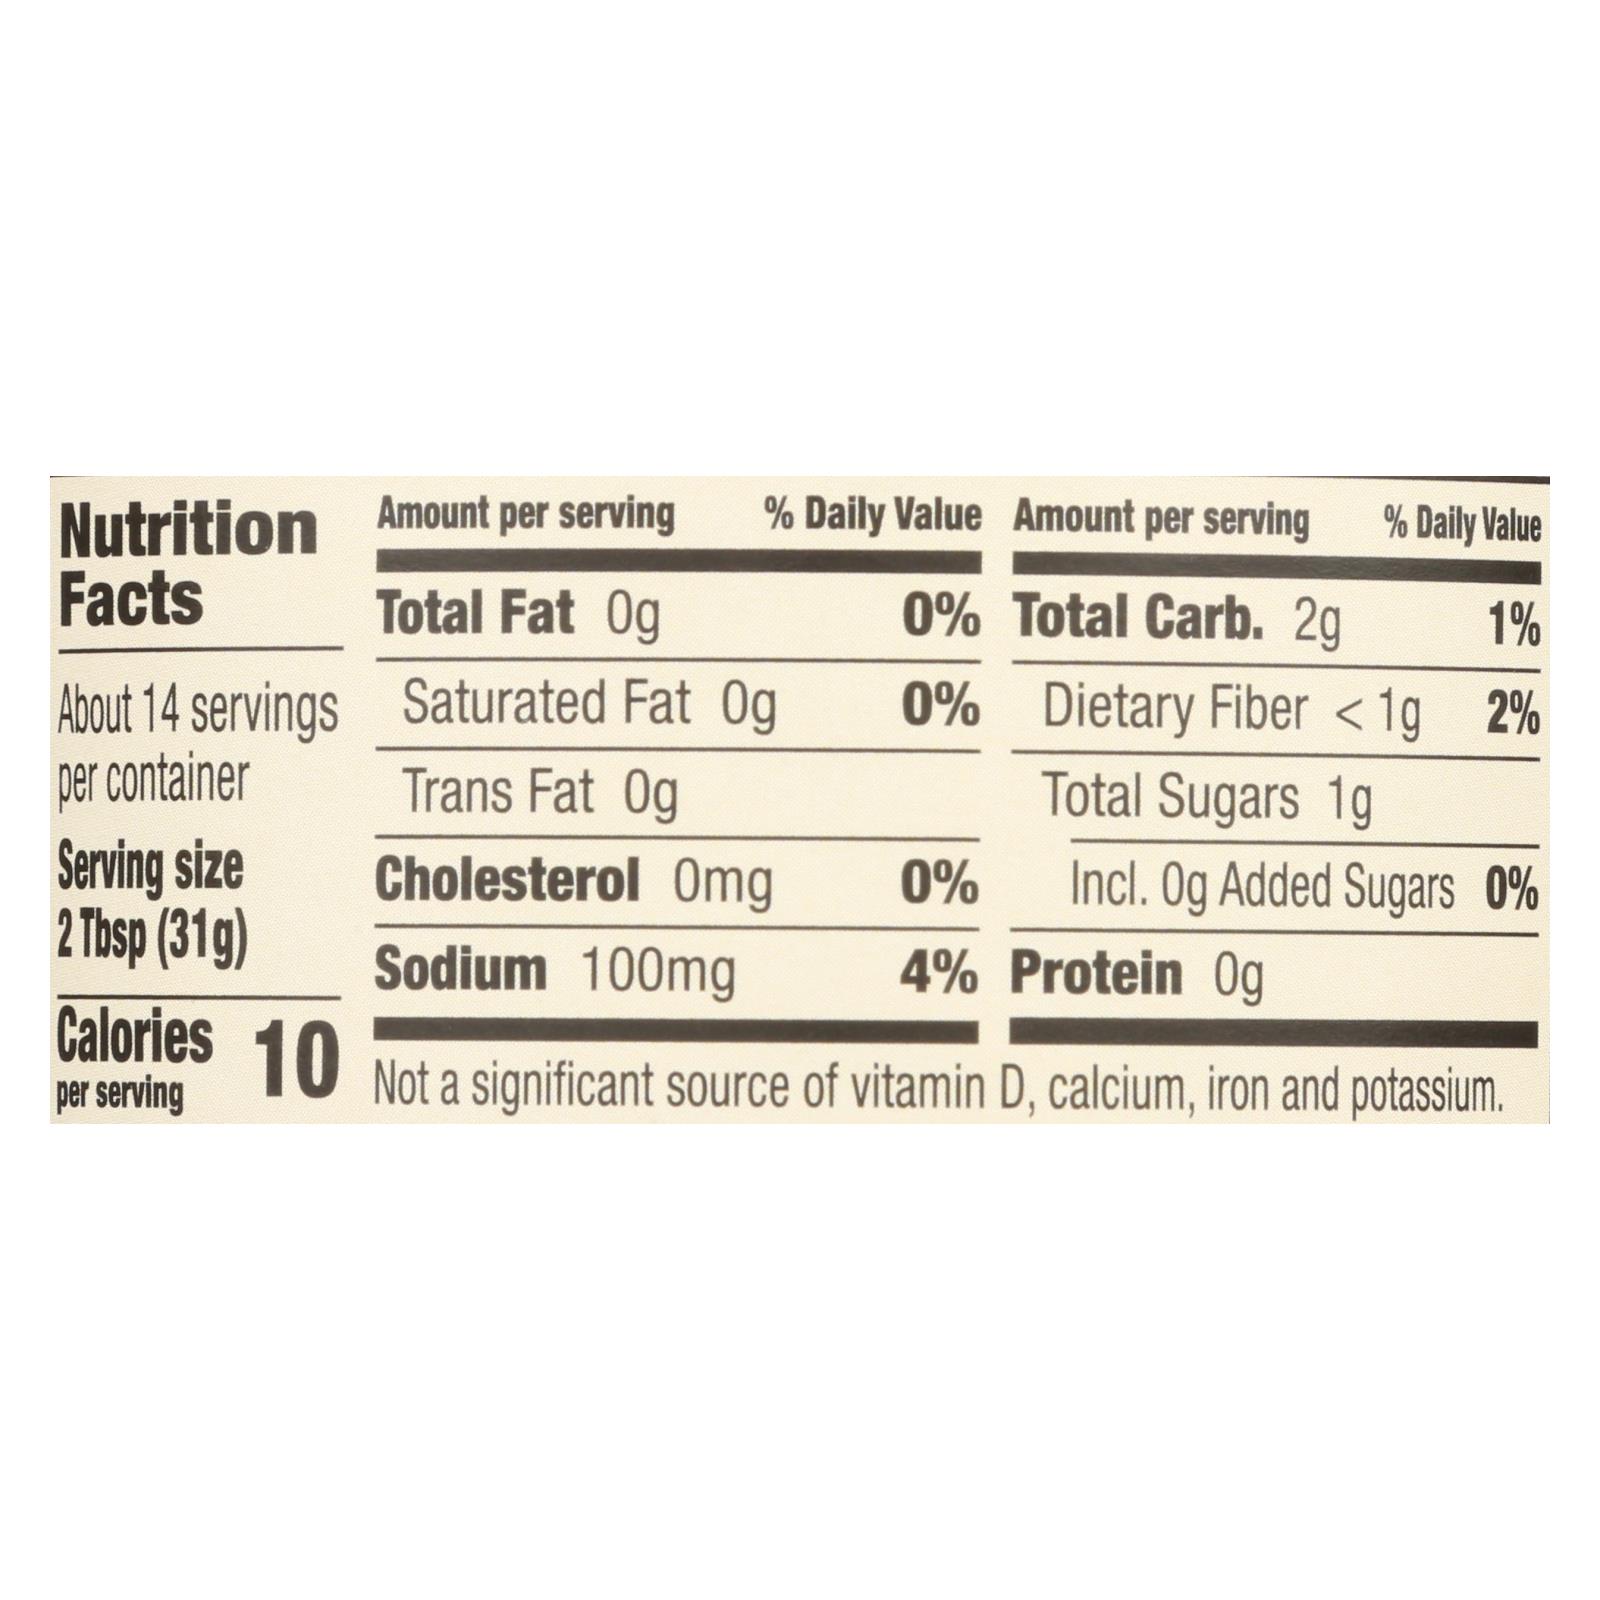 Nutrition
Facts
About 14 servings
per container
Serving size
2 Tbsp (31g)
Calories 10
per serving
Amount per serving % Daily Value
Total Fat 0g 0%
Saturated Fat 0g 0%
Trans Fat 0g
Cholesterol 0mg 0%
Sodium 100mg 4%
Amount per serving % Daily Value
Total Carb. 2g 1%
Dietary Fiber < 1g 2%
Total Sugars 1g
Incl. 0g Added Sugars 0%
Protein 0g
Not a significant source of vitamin D, calcium, iron and potassium.